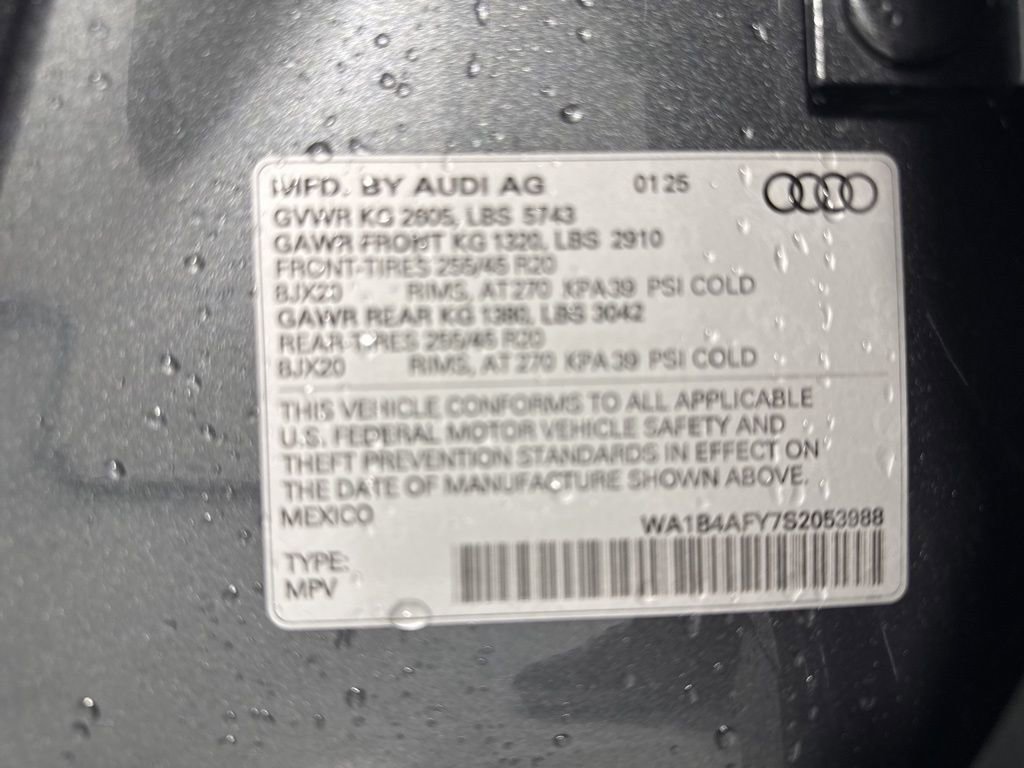 MFD. BY AUDI AG 01 25
GVWR KG 2605, LBS 5743
GAWR FRONT KG 1320, LBS 2910
FRONT-TIRES 255/45 R20
8JX20 RIMS, AT 270 KPA 39 PSI COLD
GAWR REAR KG 1380, LBS 3042
REAR-TIRES 255/45 R20
8JX20 RIMS, AT 270 KPA 39 PSI COLD
THIS VEHICLE CONFORMS TO ALL APPLICABLE
U.S. FEDERAL MOTOR VEHICLE SAFETY AND
THEFT PREVENTION STANDARDS IN EFFECT ON
THE DATE OF MANUFACTURE SHOWN ABOVE.
MEXICO WA1B4AFY7S2053988
TYPE:
MPV